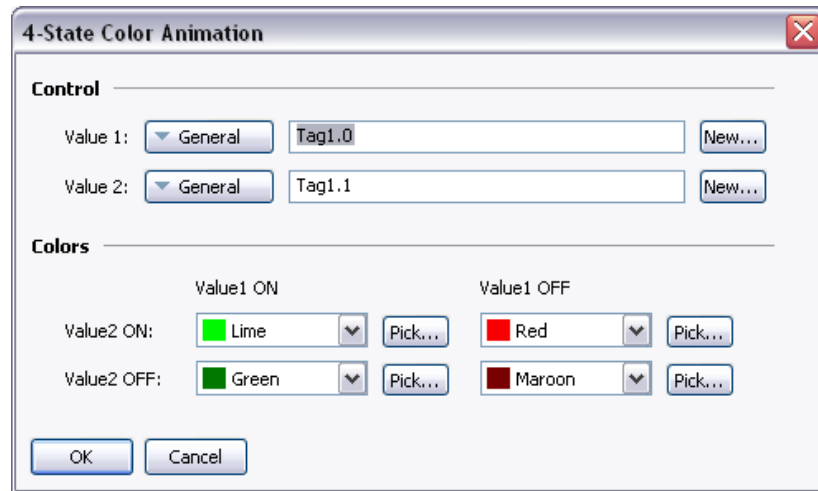 4-State Color Animation
Control
Value 1: General Tag1.0 New...
Value 2: General Tag1.1 New...
Colors
Value1 ON Value1 OFF
Value2 ON: Lime Pick... Red Pick...
Value2 OFF: Green Pick... Maroon Pick...
OK Cancel